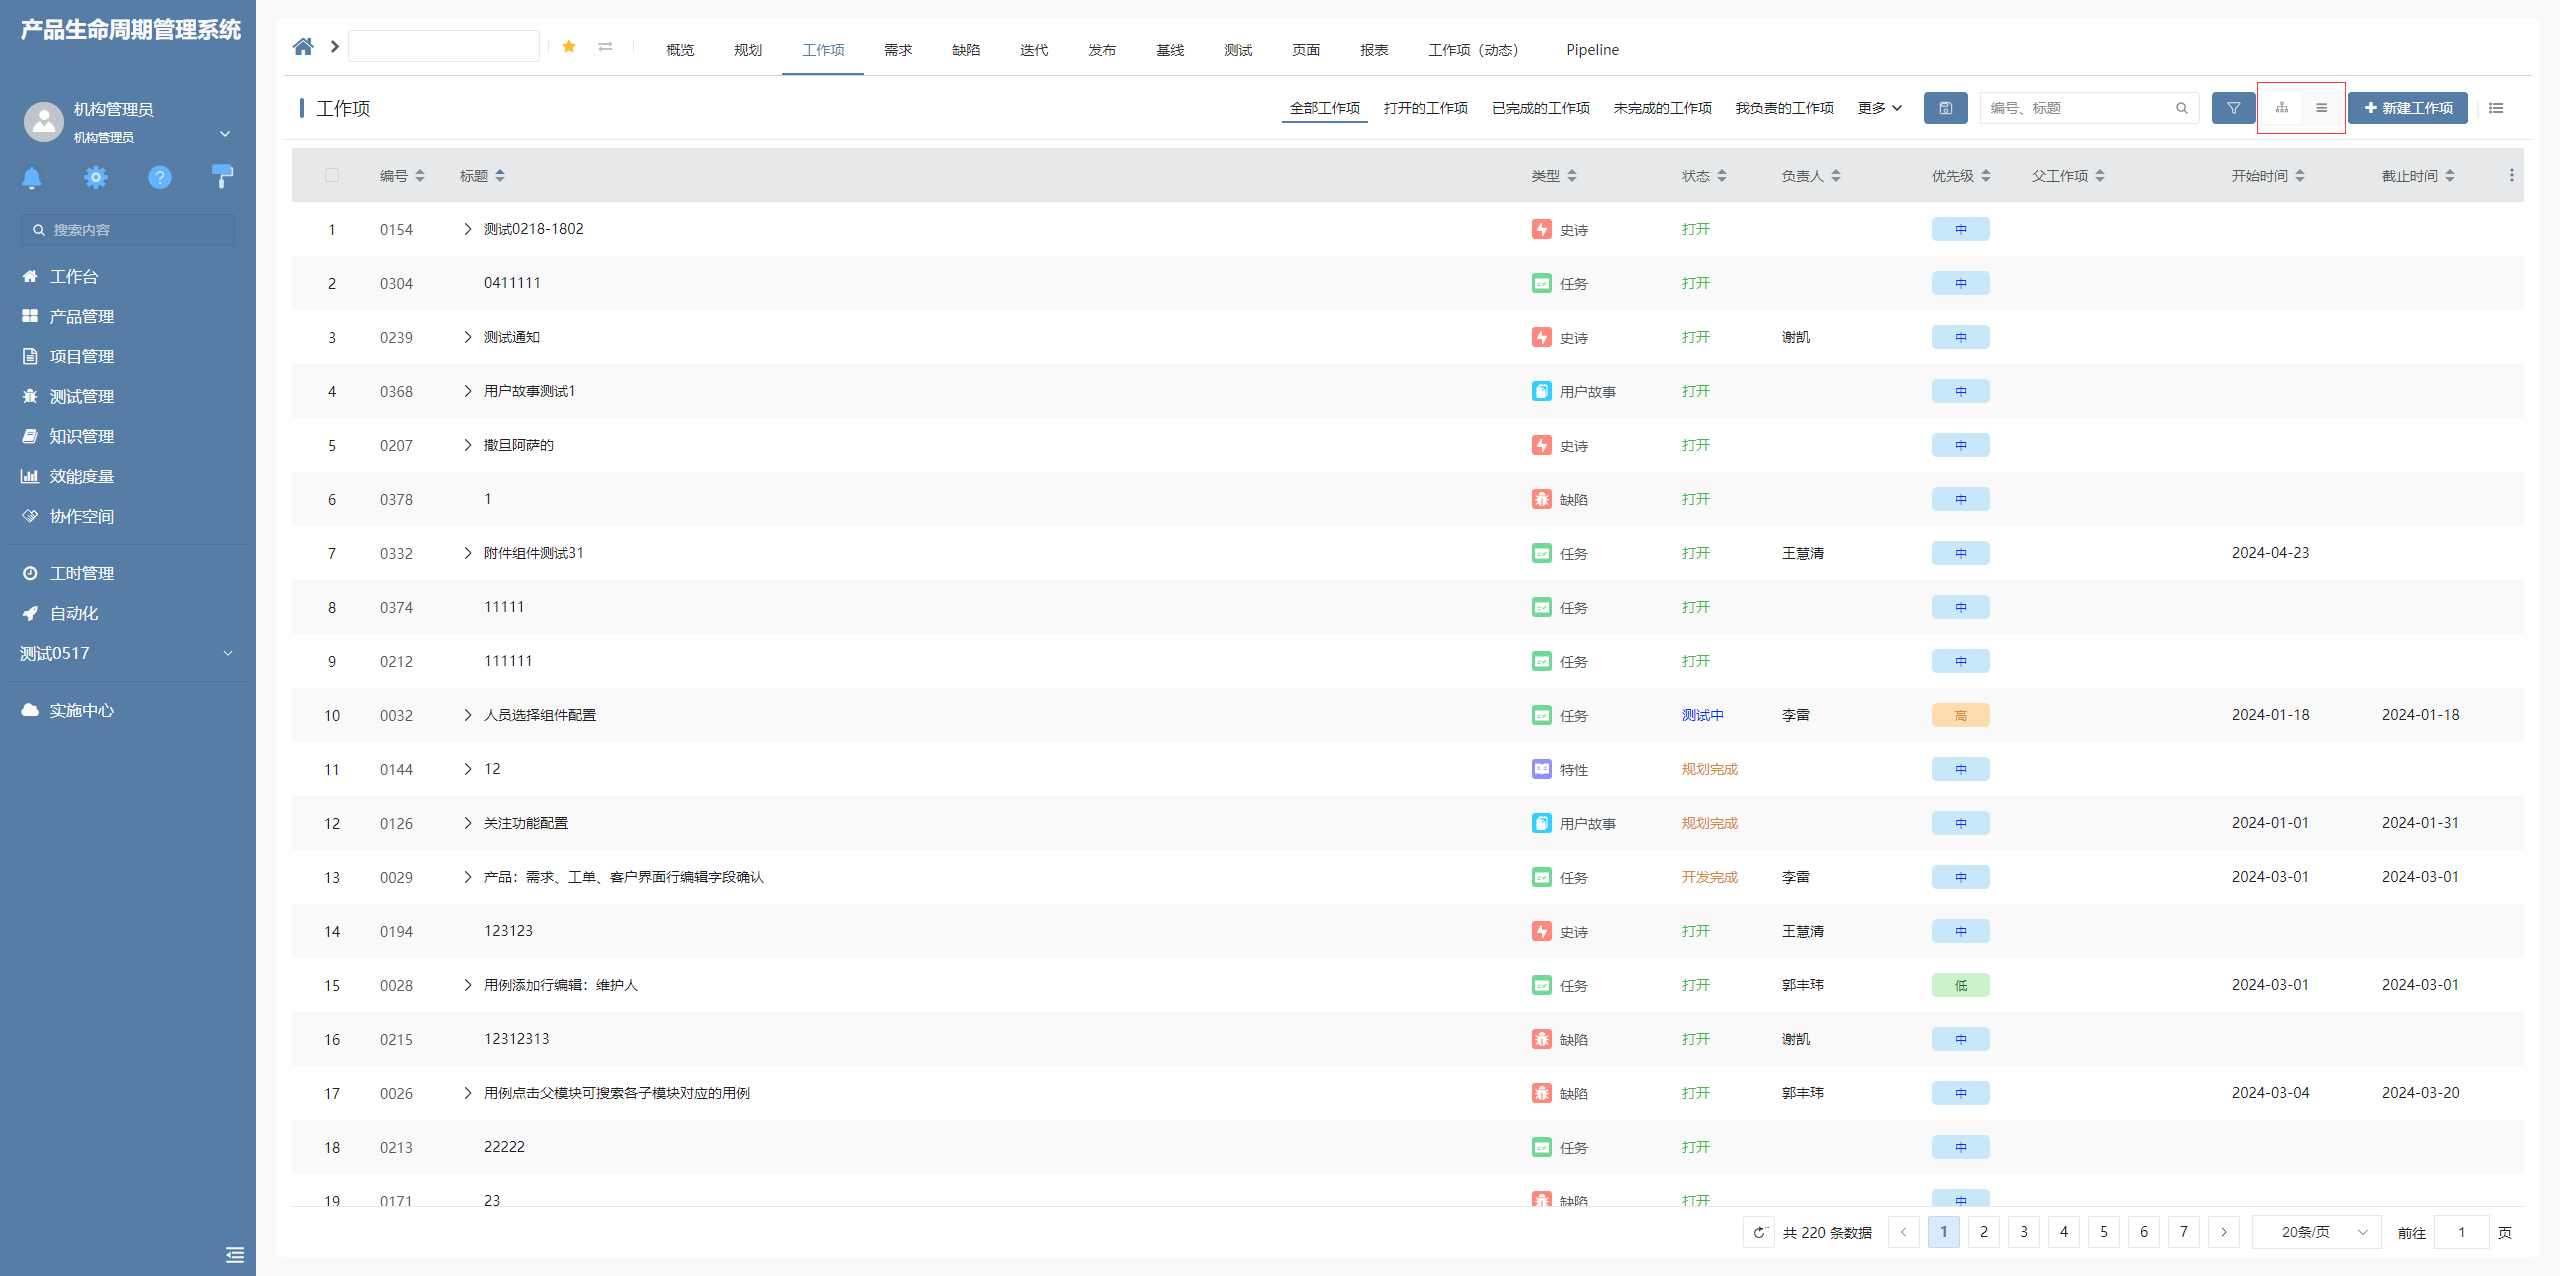 产品生命周期管理系统
机构管理员
机构管理员
搜索内容
工作台
产品管理
项目管理
测试管理
知识管理
效能度量
协作空间
工时管理
自动化
测试0517
实施中心
概览 规划 工作项 需求 缺陷 迭代 发布 基线 测试 页面 报表 工作项（动态） Pipeline
工作项
全部工作项 打开的工作项 已完成的工作项 未完成的工作项 我负责的工作项 更多 编号、标题 新建工作项
编号 标题 类型 状态 负责人 优先级 父工作项 开始时间 截止时间
1 0154 测试0218-1802 史诗 打开 中
2 0304 0411111 任务 打开 中
3 0239 测试通知 史诗 打开 谢凯 中
4 0368 用户故事测试1 用户故事 打开 中
5 0207 撒旦阿萨的 史诗 打开 中
6 0378 1 缺陷 打开 中
7 0332 附件组件测试31 任务 打开 王慧清 中 2024-04-23
8 0374 11111 任务 打开 中
9 0212 111111 任务 打开 中
10 0032 人员选择组件配置 任务 测试中 李雷 高 2024-01-18 2024-01-18
11 0144 12 特性 规划完成 中
12 0126 关注功能配置 用户故事 规划完成 中 2024-01-01 2024-01-31
13 0029 产品：需求、工单、客户界面行编辑字段确认 任务 开发完成 李雷 中 2024-03-01 2024-03-01
14 0194 123123 史诗 打开 王慧清 中
15 0028 用例添加行编辑：维护人 任务 打开 郭丰玮 低 2024-03-01 2024-03-01
16 0215 12312313 缺陷 打开 谢凯 中
17 0026 用例点击父模块可搜索各子模块对应的用例 缺陷 打开 郭丰玮 中 2024-03-04 2024-03-20
18 0213 22222 任务 打开 中
19 0171 23 缺陷 打开 中
共 220 条数据 1 2 3 4 5 6 7 20条/页 前往 1 页